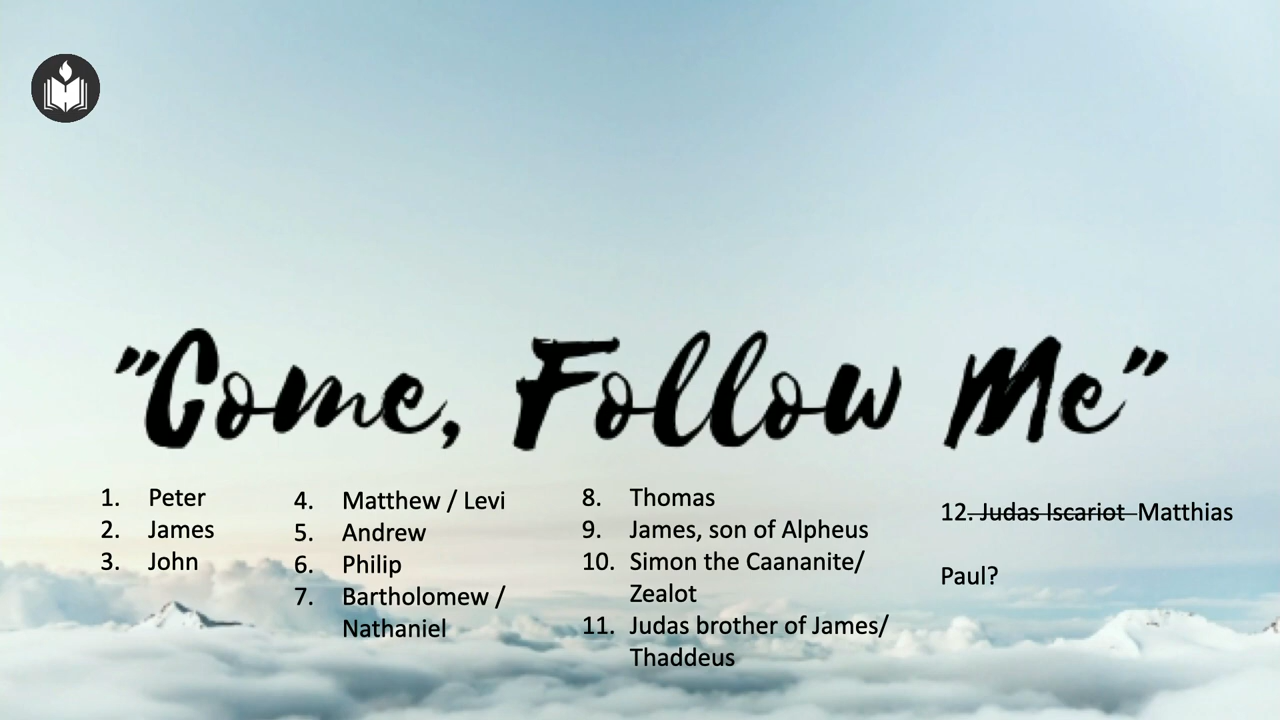 "Come, Follow Me"
1. Peter
2. James
3. John
4. Matthew / Levi
5. Andrew
6. Philip
7. Bartholomew /
Nathaniel
8. Thomas
9. James, son of Alpheus
10. Simon the Caananite/
Zealot
11. Judas brother of James/
Thaddeus
12. Judas Iscariot Matthias
Paul?